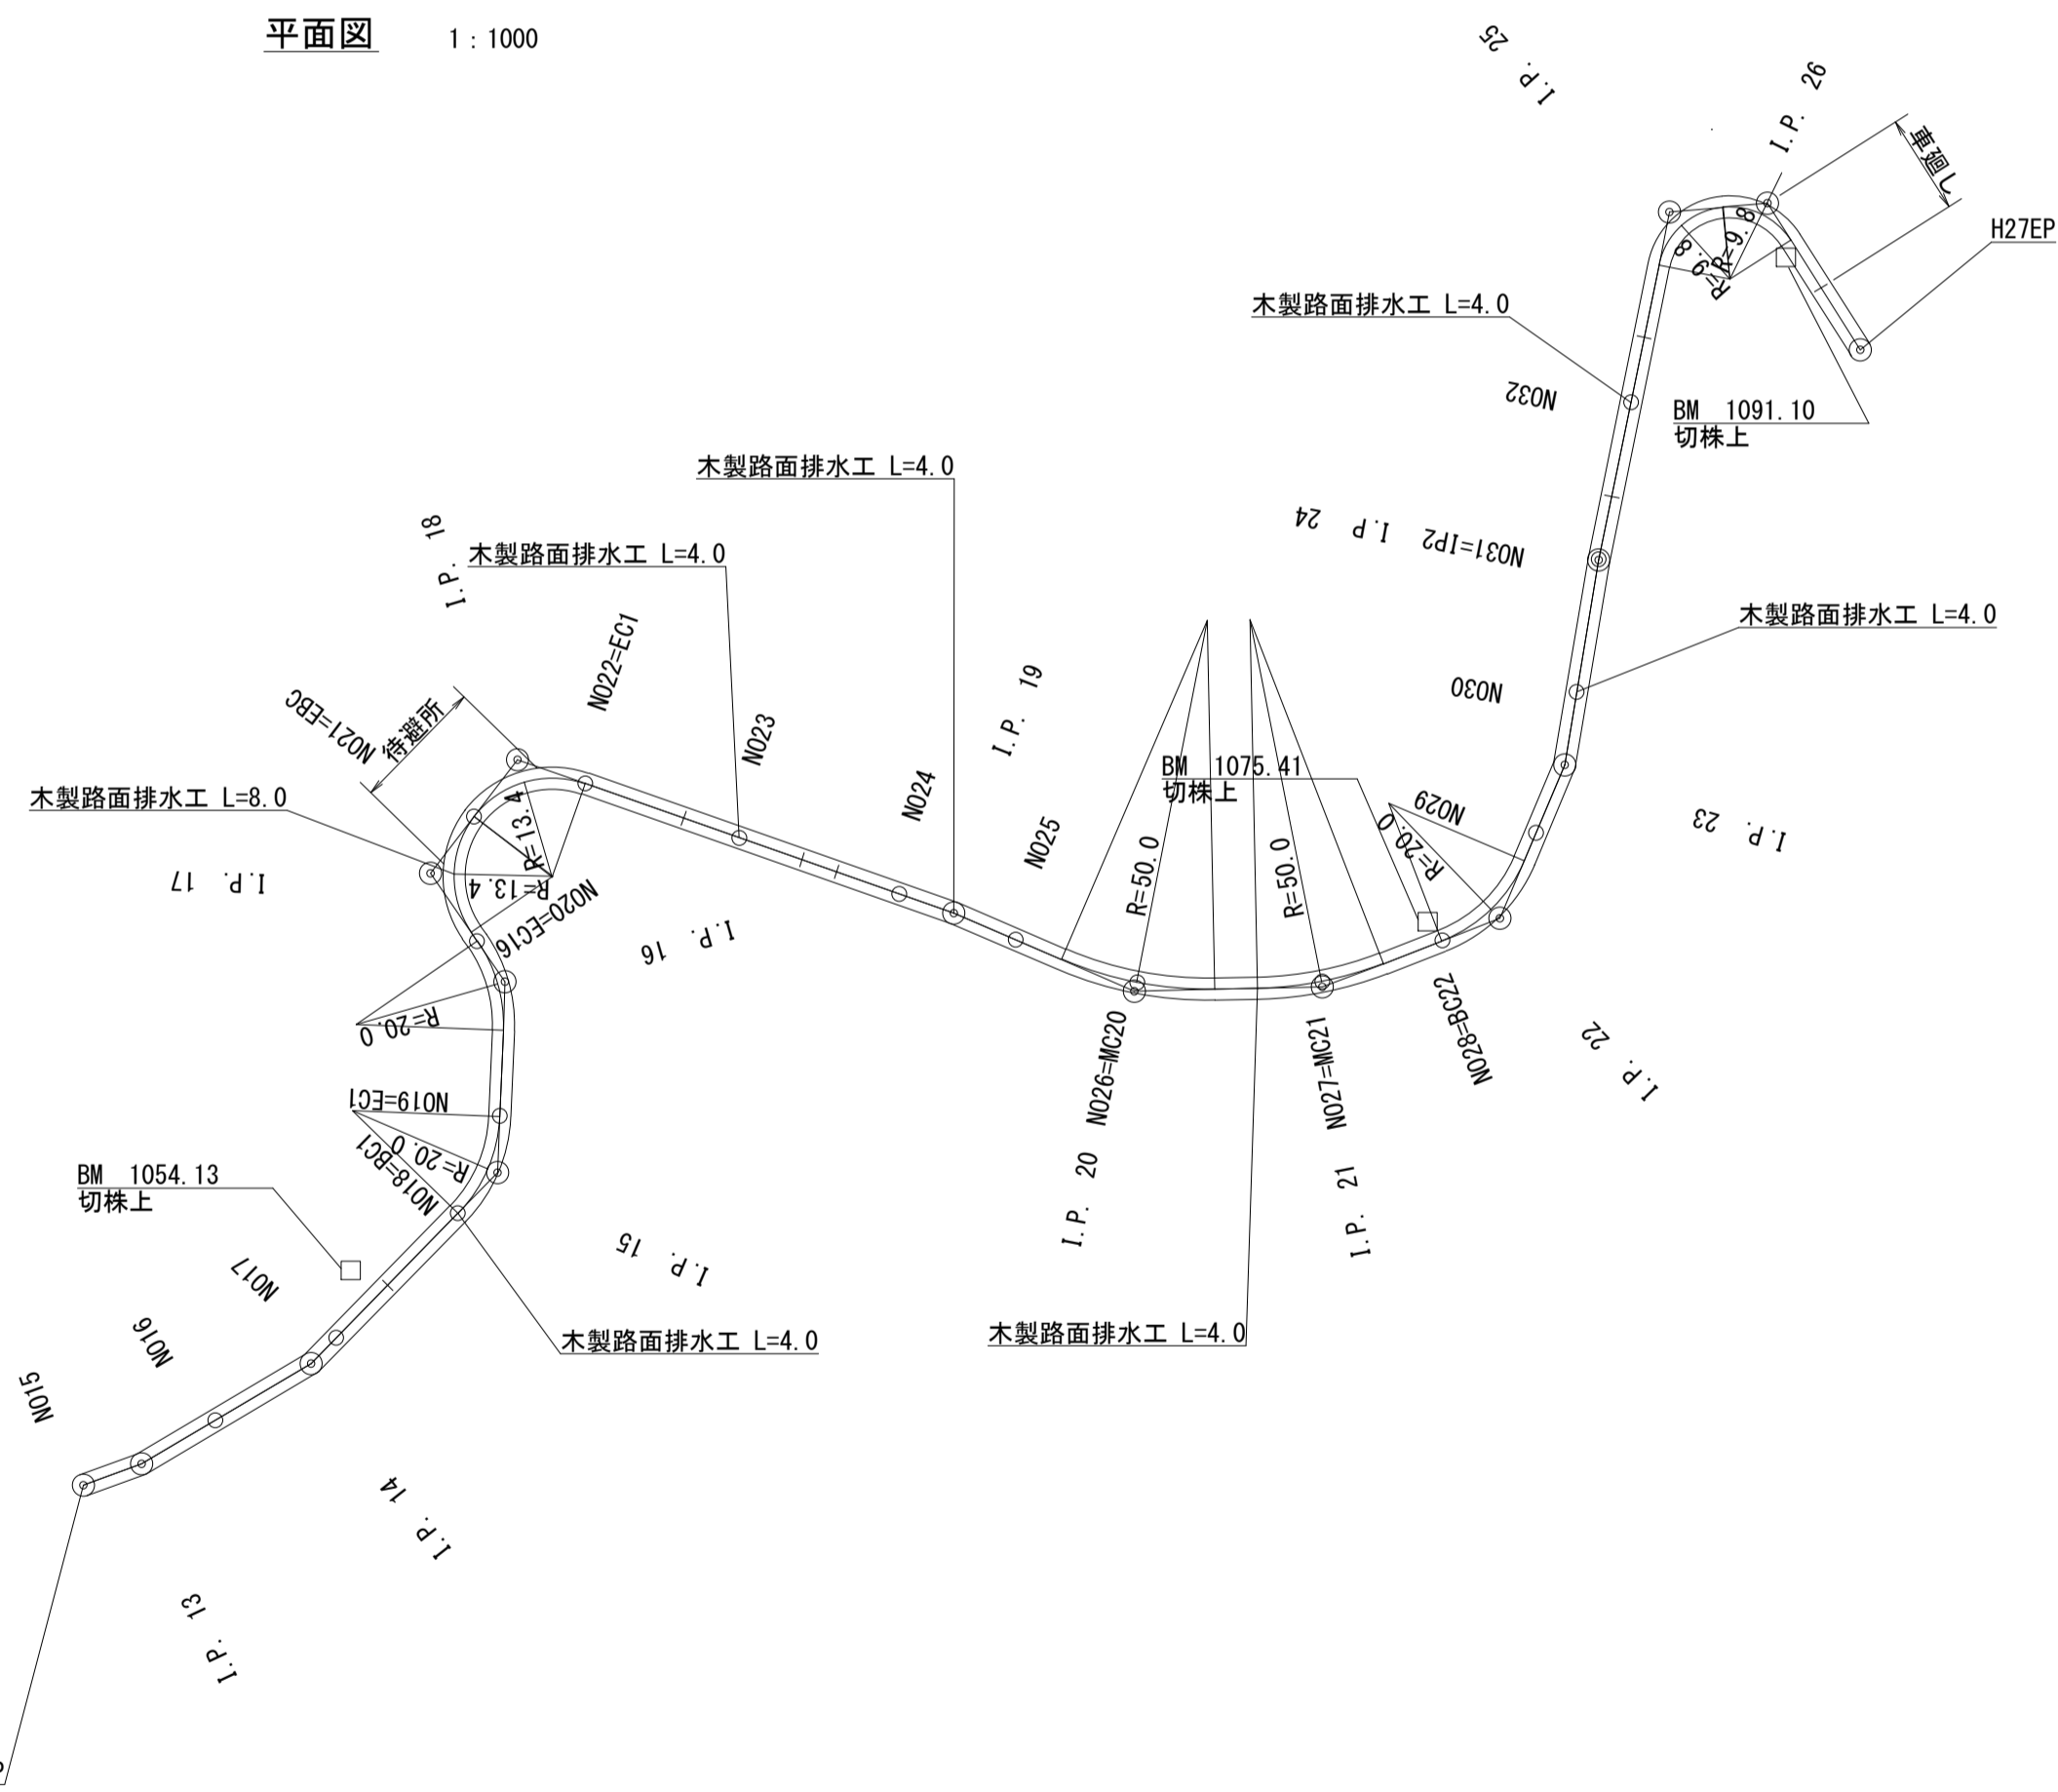 平面図 1:1000
I.P. 25
I.P. 26
車廻し
H27EP
木製路面排水工 L=4.0
R=9.8
R=9.8
NO32
BM 1091.10
切株上
木製路面排水工 L=4.0
I.P. 18
木製路面排水工 L=4.0
NO31=IP2 I.P 24
木製路面排水工 L=4.0
NO22=EC1
NO30
I.P. 19
NO21=EBC
待避所
NO23
BM 1075.41
切株上
木製路面排水工 L=8.0
NO24
NO29
I.P. 23
R=13.4
R=13.4
NO25
R=50.0
R=50.0
R=20.0
I.P. 17
NO20=EC16
I.P. 16
R=20.0
NO28=BC22
I.P. 22
NO26=MC20
NO27=MC21
I.P. 20
I.P. 21
NO19=EC1
R=20.0
NO18=BC1
BM 1054.13
切株上
NO17
I.P. 15
木製路面排水工 L=4.0
木製路面排水工 L=4.0
NO16
NO15
I.P. 14
I.P. 13